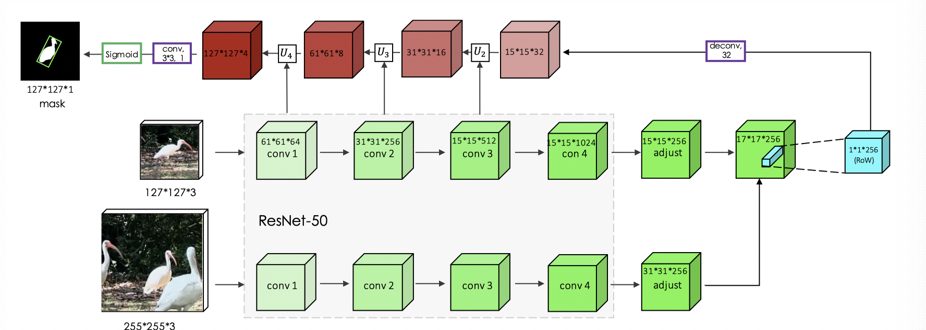 127*127*4
U4
61*61*8
U3
31*31*16
U2
15*15*32
deconv,
32
Sigmoid
conv,
3*3, 1
127*127*1
mask
61*61*64
conv 1
31*31*256
conv 2
15*15*512
conv 3
15*15*1024
con 4
15*15*256
adjust
17*17*256
1*1*256
(RoW)
127*127*3
ResNet-50
conv 1
conv 2
conv 3
conv 4
31*31*256
adjust
255*255*3